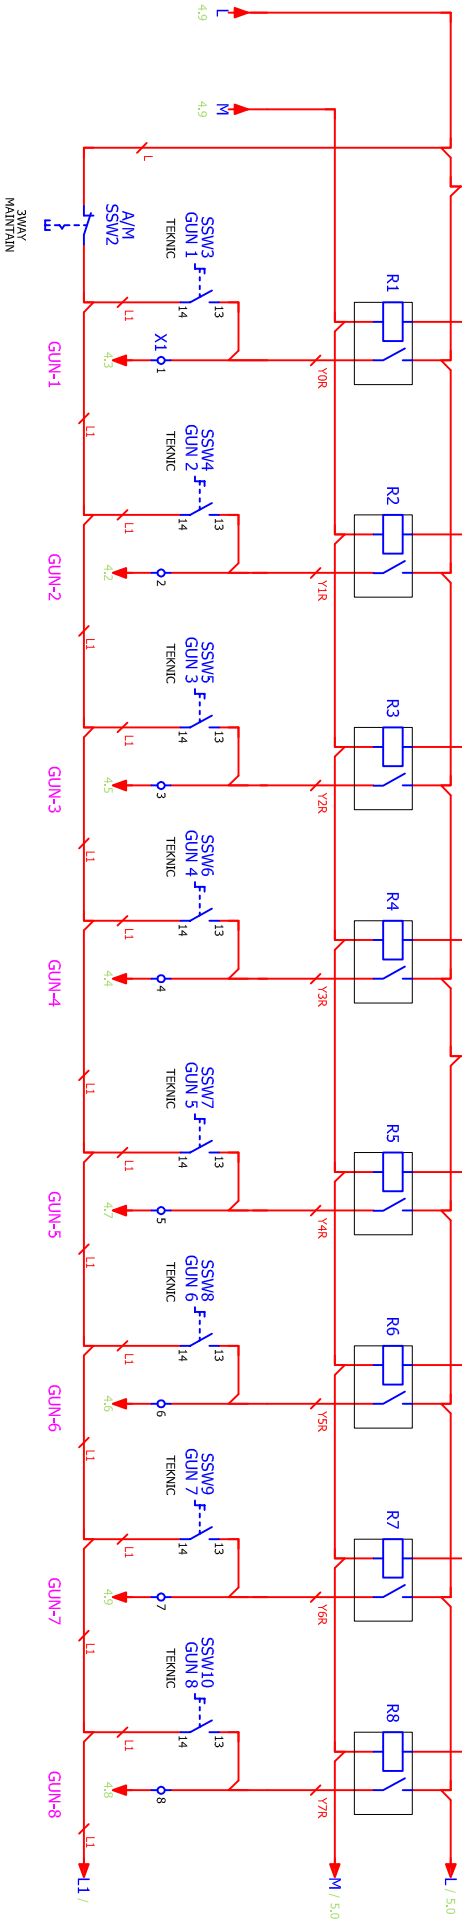 L
4.9
M
4.9
L
A/M
SSW2
3WAY
MAINTAIN
SSW3
GUN 1
TEKNIC
13
14
L1
X1
1
4.3
GUN-1
Y0R
R1
L1
SSW4
GUN 2
TEKNIC
13
14
L1
2
4.2
GUN-2
Y1R
R2
L1
SSW5
GUN 3
TEKNIC
13
14
L1
3
4.5
GUN-3
Y2R
R3
L1
SSW6
GUN 4
TEKNIC
13
14
L1
4
4.4
GUN-4
Y3R
R4
L1
SSW7
GUN 5
TEKNIC
13
14
L1
5
4.7
GUN-5
Y4R
R5
L1
SSW8
GUN 6
TEKNIC
13
14
L1
6
4.6
GUN-6
Y5R
R6
L1
SSW9
GUN 7
TEKNIC
13
14
L1
7
4.9
GUN-7
Y6R
R7
L1
SSW10
GUN 8
TEKNIC
13
14
L1
8
4.8
GUN-8
Y7R
R8
L1
L / 5.0
M / 5.0
L1 /